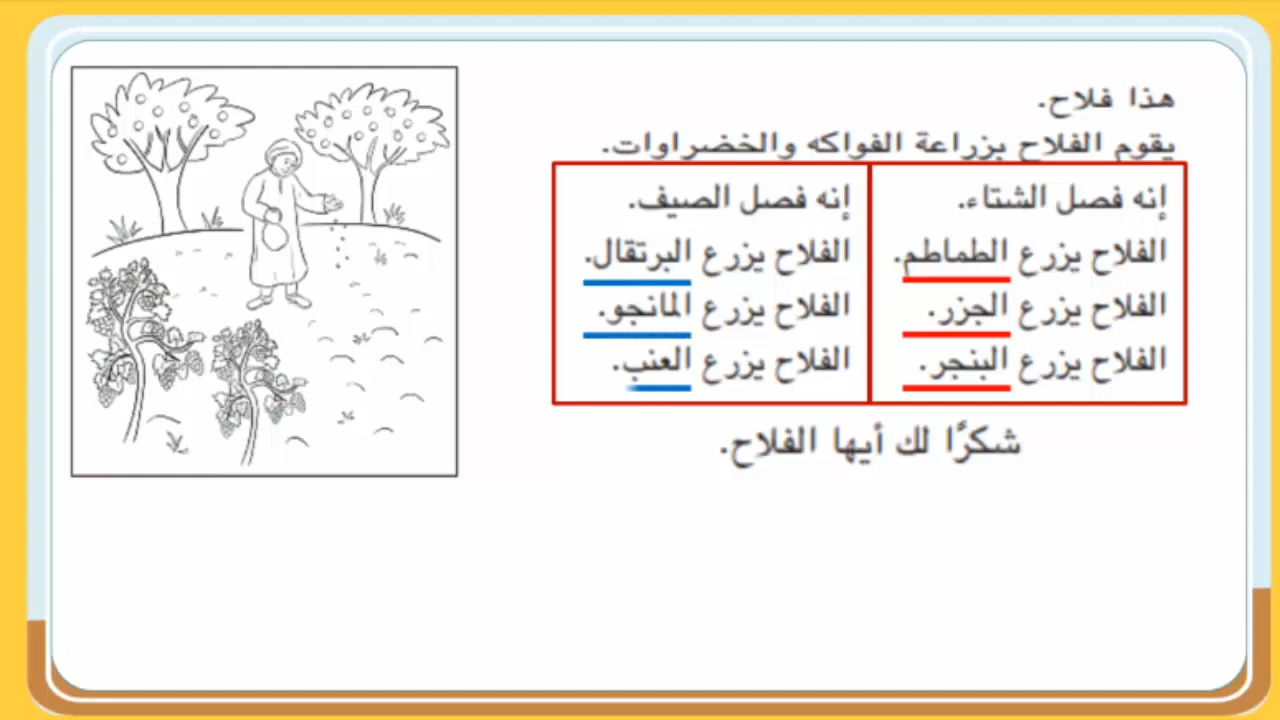 هذا فلاح.
يقوم الفلاح بزراعة الفواكه والخضراوات.
إنه فصل الشتاء.
الفلاح يزرع الطماطم.
الفلاح يزرع الجزر.
الفلاح يزرع البنجر.
إنه فصل الصيف.
الفلاح يزرع البرتقال.
الفلاح يزرع المانجو.
الفلاح يزرع العنب.
شكرًا لك أيها الفلاح.